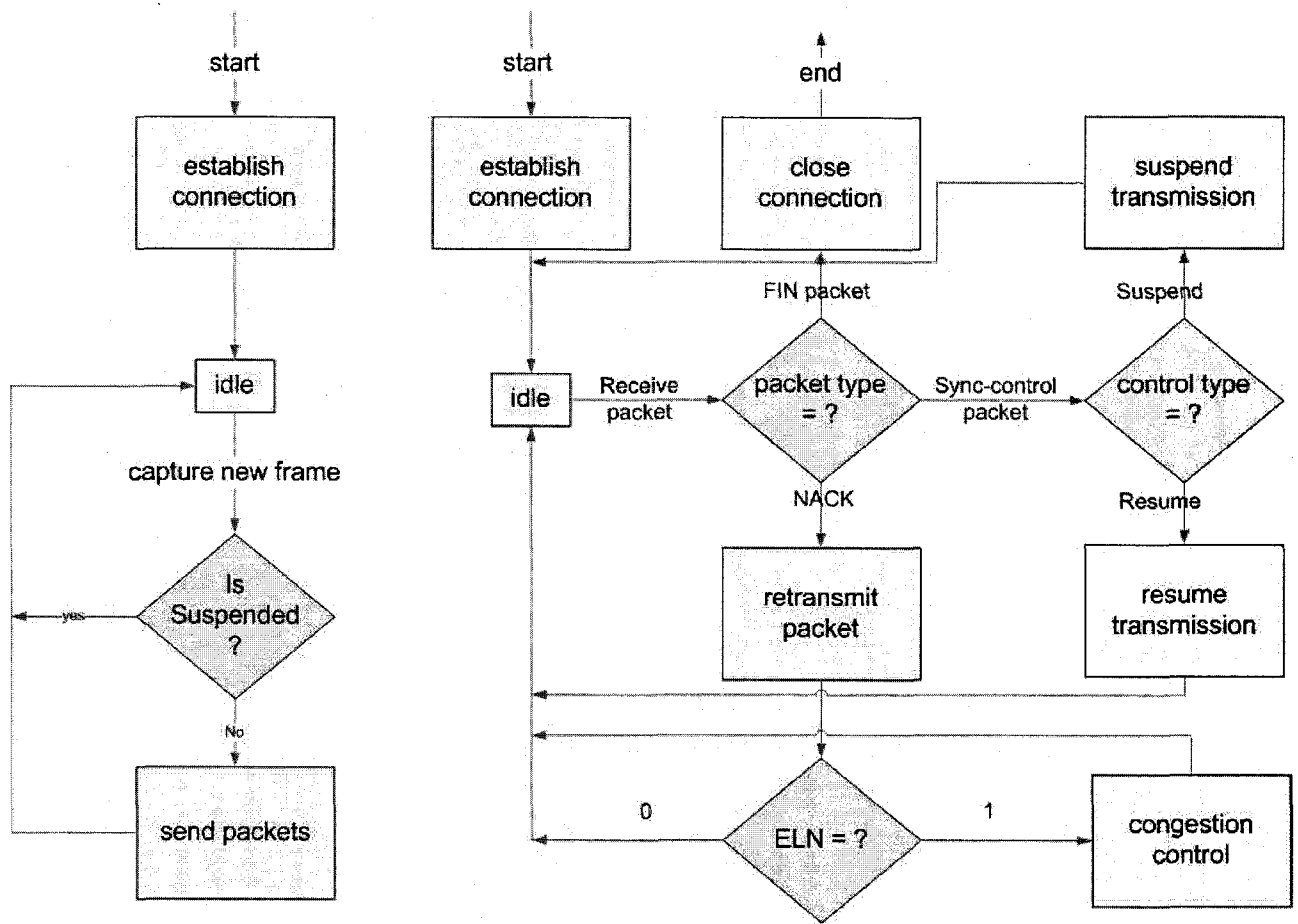 start
establish
connection
idle
capture new frame
Is
Suspended
?
yes
No
send packets
start
establish
connection
idle
Receive
packet
end
close
connection
FIN packet
packet type
= ?
Sync-control
packet
suspend
transmission
Suspend
control type
= ?
NACK
retransmit
packet
Resume
resume
transmission
ELN = ?
0
1
congestion
control